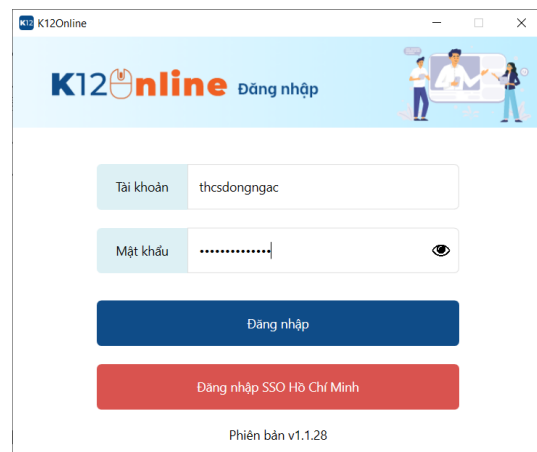 K12Online
K12Online Đăng nhập
Tài khoản thcsdongngac
Mật khẩu ••••••••••••••
Đăng nhập
Đăng nhập SSO Hồ Chí Minh
Phiên bản v1.1.28